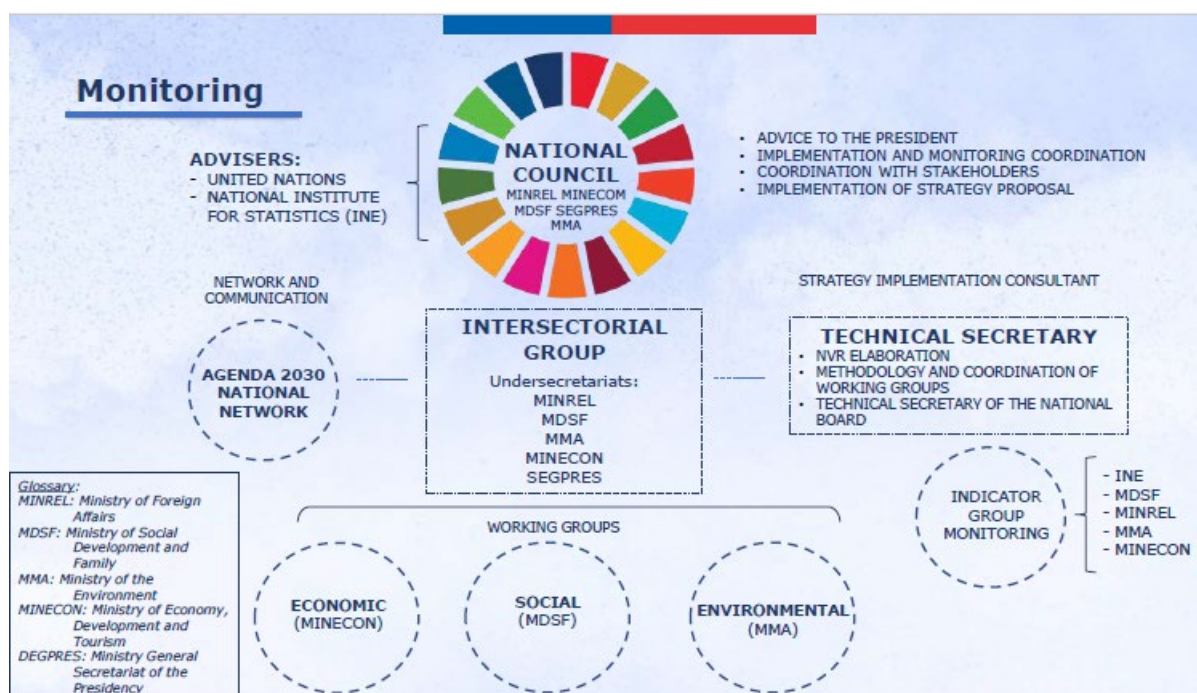 Monitoring
ADVISERS:
- UNITED NATIONS
- NATIONAL INSTITUTE
FOR STATISTICS (INE)
NATIONAL
COUNCIL
MINREL MINECOM
MDSF SEGPRES
MMA
• ADVICE TO THE PRESIDENT
• IMPLEMENTATION AND MONITORING COORDINATION
• COORDINATION WITH STAKEHOLDERS
• IMPLEMENTATION OF STRATEGY PROPOSAL
NETWORK AND
COMMUNICATION
AGENDA 2030
NATIONAL
NETWORK
INTERSECTORIAL
GROUP
Undersecretariats:
MINREL
MDSF
MMA
MINECON
SEGPRES
STRATEGY IMPLEMENTATION CONSULTANT
TECHNICAL SECRETARY
• NVR ELABORATION
• METHODOLOGY AND COORDINATION OF
WORKING GROUPS
• TECHNICAL SECRETARY OF THE NATIONAL
BOARD
INDICATOR
GROUP
MONITORING
- INE
- MDSF
- MINREL
- MMA
- MINECON
WORKING GROUPS
ECONOMIC
(MINECON)
SOCIAL
(MDSF)
ENVIRONMENTAL
(MMA)
Glossary:
MINREL: Ministry of Foreign
Affairs
MDSF: Ministry of Social
Development and
Family
MMA: Ministry of the
Environment
MINECON: Ministry of Economy,
Development and
Tourism
DEGPRES: Ministry General
Secretariat of the
Presidency